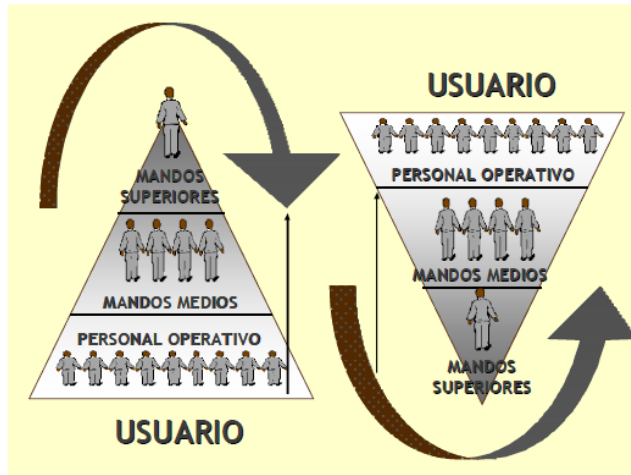 MANDOS
SUPERIORES
MANDOS MEDIOS
PERSONAL OPERATIVO
USUARIO
USUARIO
PERSONAL OPERATIVO
MANDOS MEDIOS
MANDOS
SUPERIORES